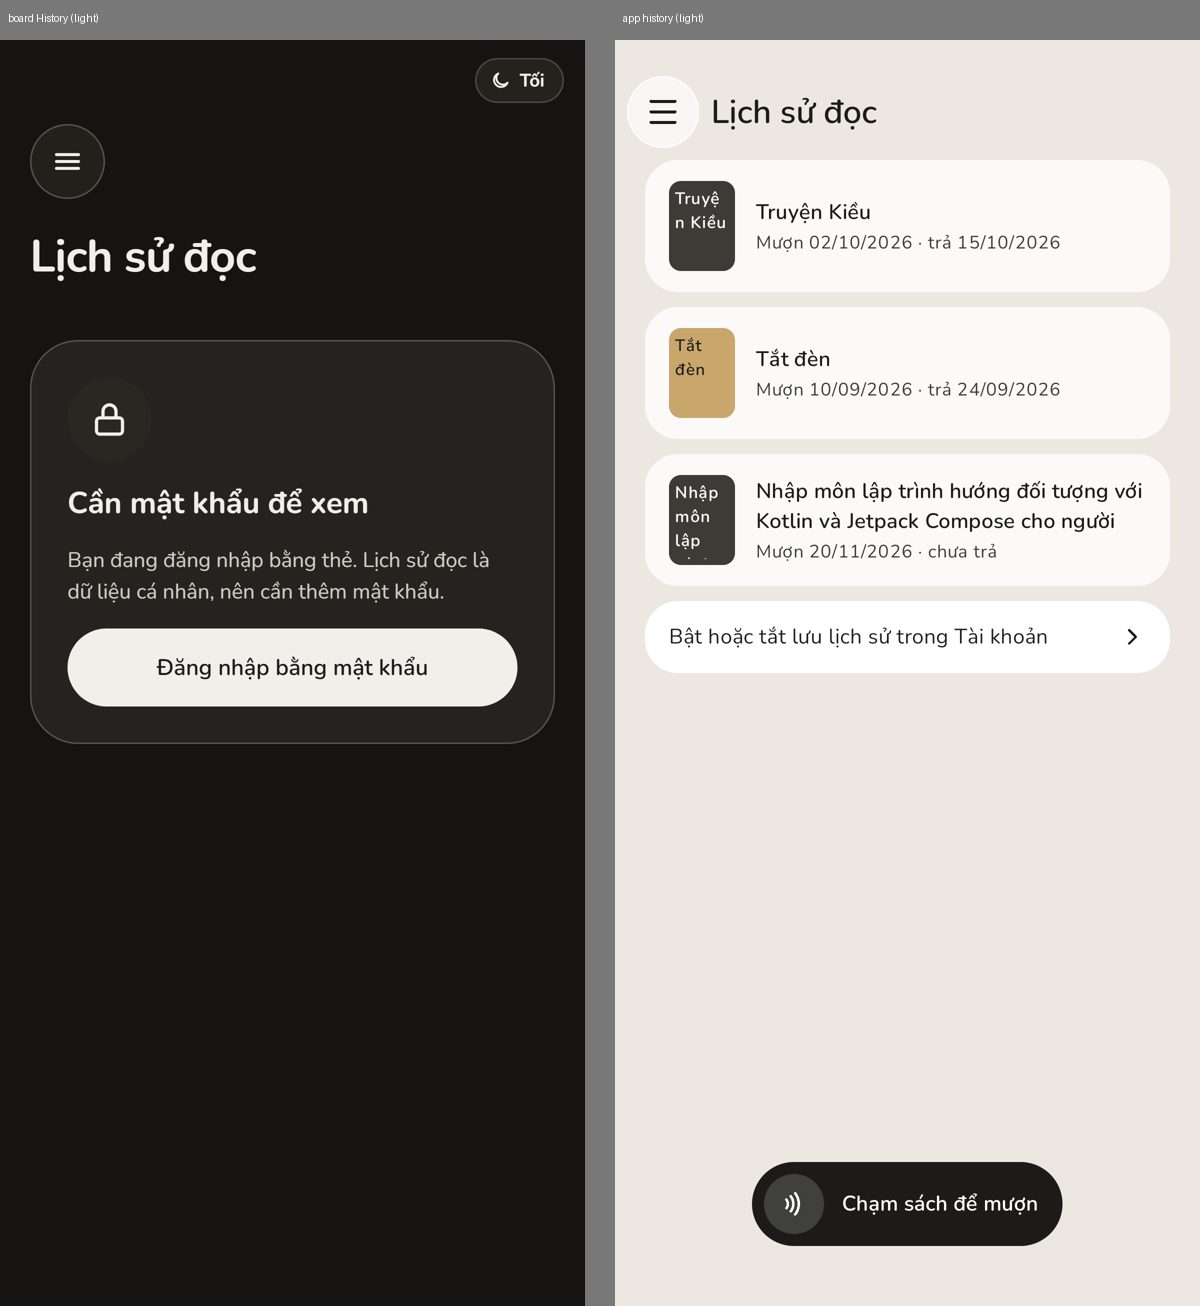 board History (light)
Tối
Lịch sử đọc
Cần mật khẩu để xem
Bạn đang đăng nhập bằng thẻ. Lịch sử đọc là
dữ liệu cá nhân, nên cần thêm mật khẩu.
Đăng nhập bằng mật khẩu
app history (light)
Lịch sử đọc
Truyệ
n Kiều
Truyện Kiều
Mượn 02/10/2026 · trả 15/10/2026
Tắt
đèn
Tắt đèn
Mượn 10/09/2026 · trả 24/09/2026
Nhập
môn
lập
Nhập môn lập trình hướng đối tượng với
Kotlin và Jetpack Compose cho người
Mượn 20/11/2026 · chưa trả
Bật hoặc tắt lưu lịch sử trong Tài khoản
Chạm sách để mượn